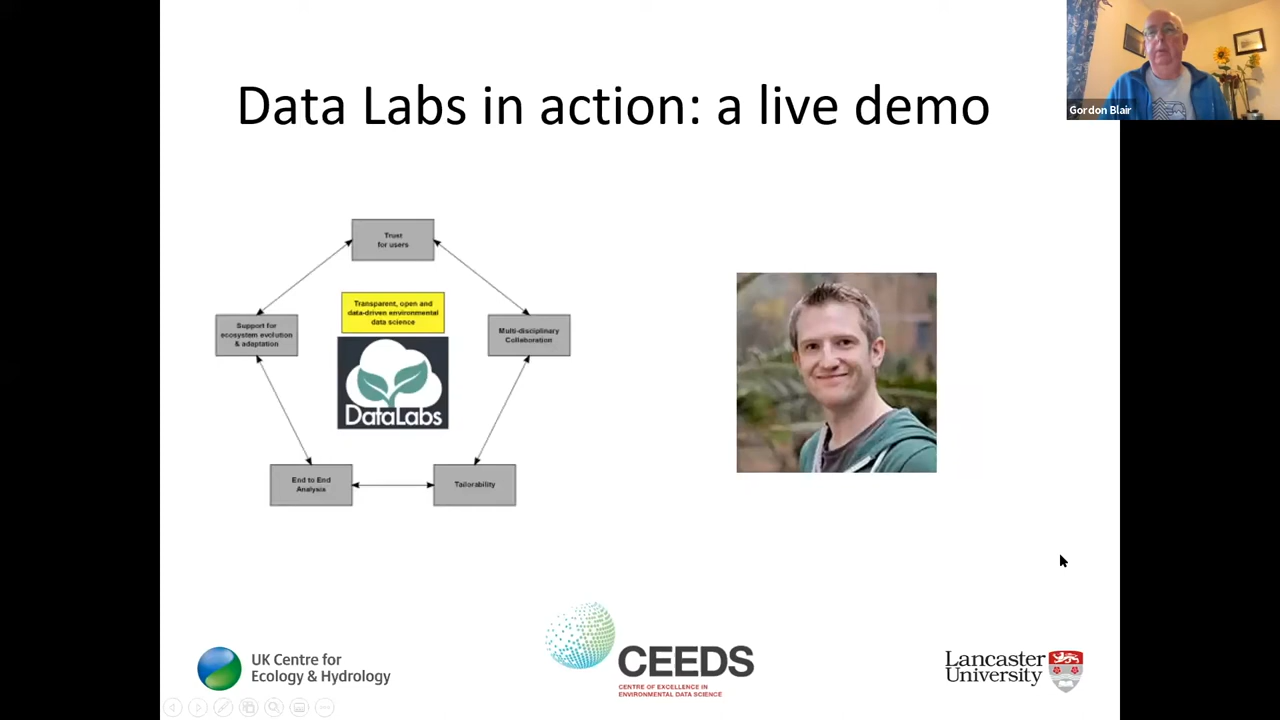 Data Labs in action: a live demo
Gordon Blair
Trust
for users
Transparent, open and
data-driven environmental
data science
Support for
ecosystem evolution
& adaptation
Multi-disciplinary
Collaboration
DataLabs
End to End
Analysis
Tailorability
UK Centre for
Ecology & Hydrology
CEEDS
CENTRE OF EXCELLENCE IN
ENVIRONMENTAL DATA SCIENCE
Lancaster
University